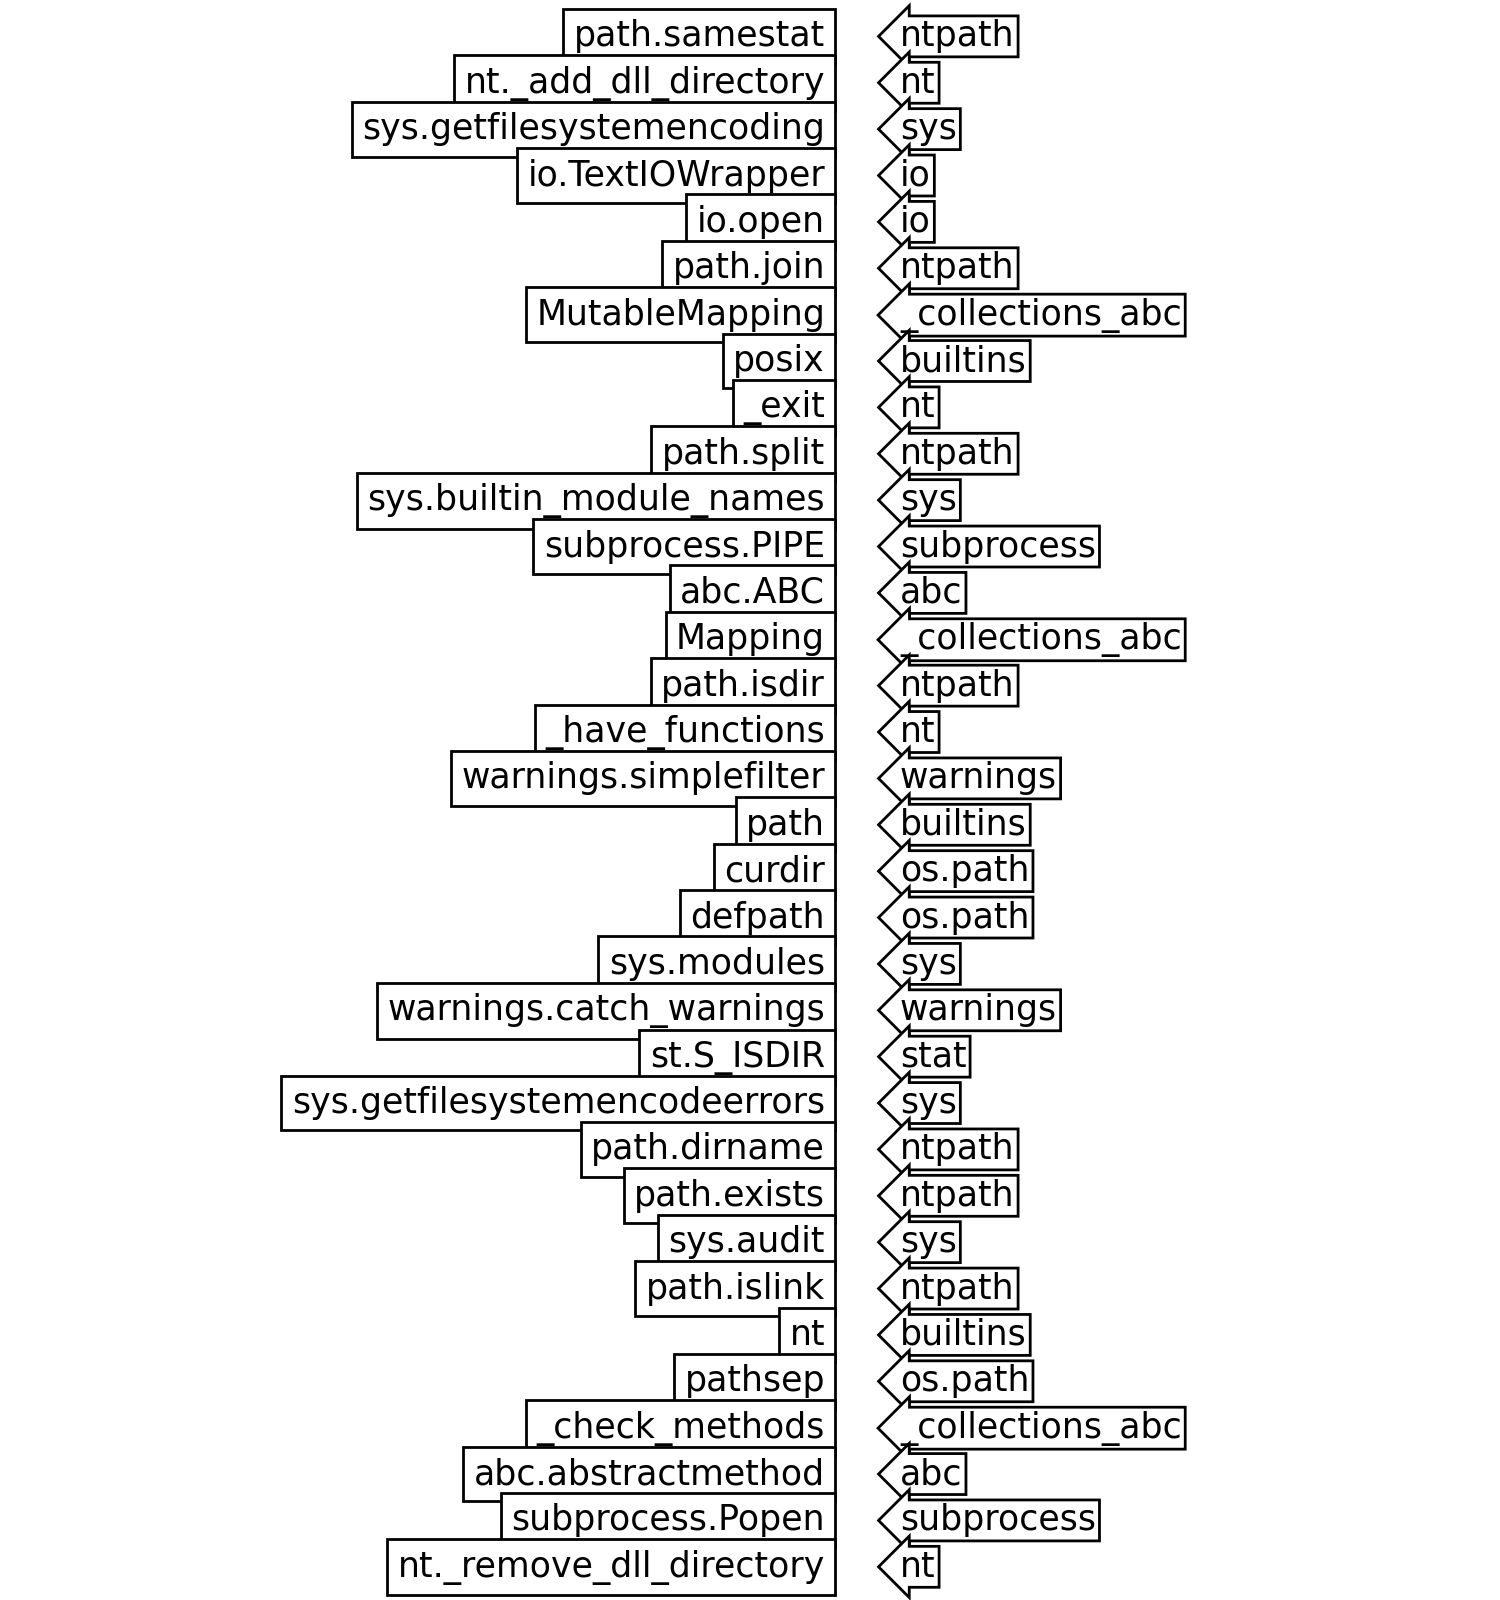 path.samestat ntpath
nt._add_dll_directory nt
sys.getfilesystemencoding sys
io.TextIOWrapper io
io.open io
path.join ntpath
MutableMapping _collections_abc
posix builtins
_exit nt
path.split ntpath
sys.builtin_module_names sys
subprocess.PIPE subprocess
abc.ABC abc
Mapping _collections_abc
path.isdir ntpath
_have_functions nt
warnings.simplefilter warnings
path builtins
curdir os.path
defpath os.path
sys.modules sys
warnings.catch_warnings warnings
st.S_ISDIR stat
sys.getfilesystemencodeerrors sys
path.dirname ntpath
path.exists ntpath
sys.audit sys
path.islink ntpath
nt builtins
pathsep os.path
_check_methods _collections_abc
abc.abstractmethod abc
subprocess.Popen subprocess
nt._remove_dll_directory nt